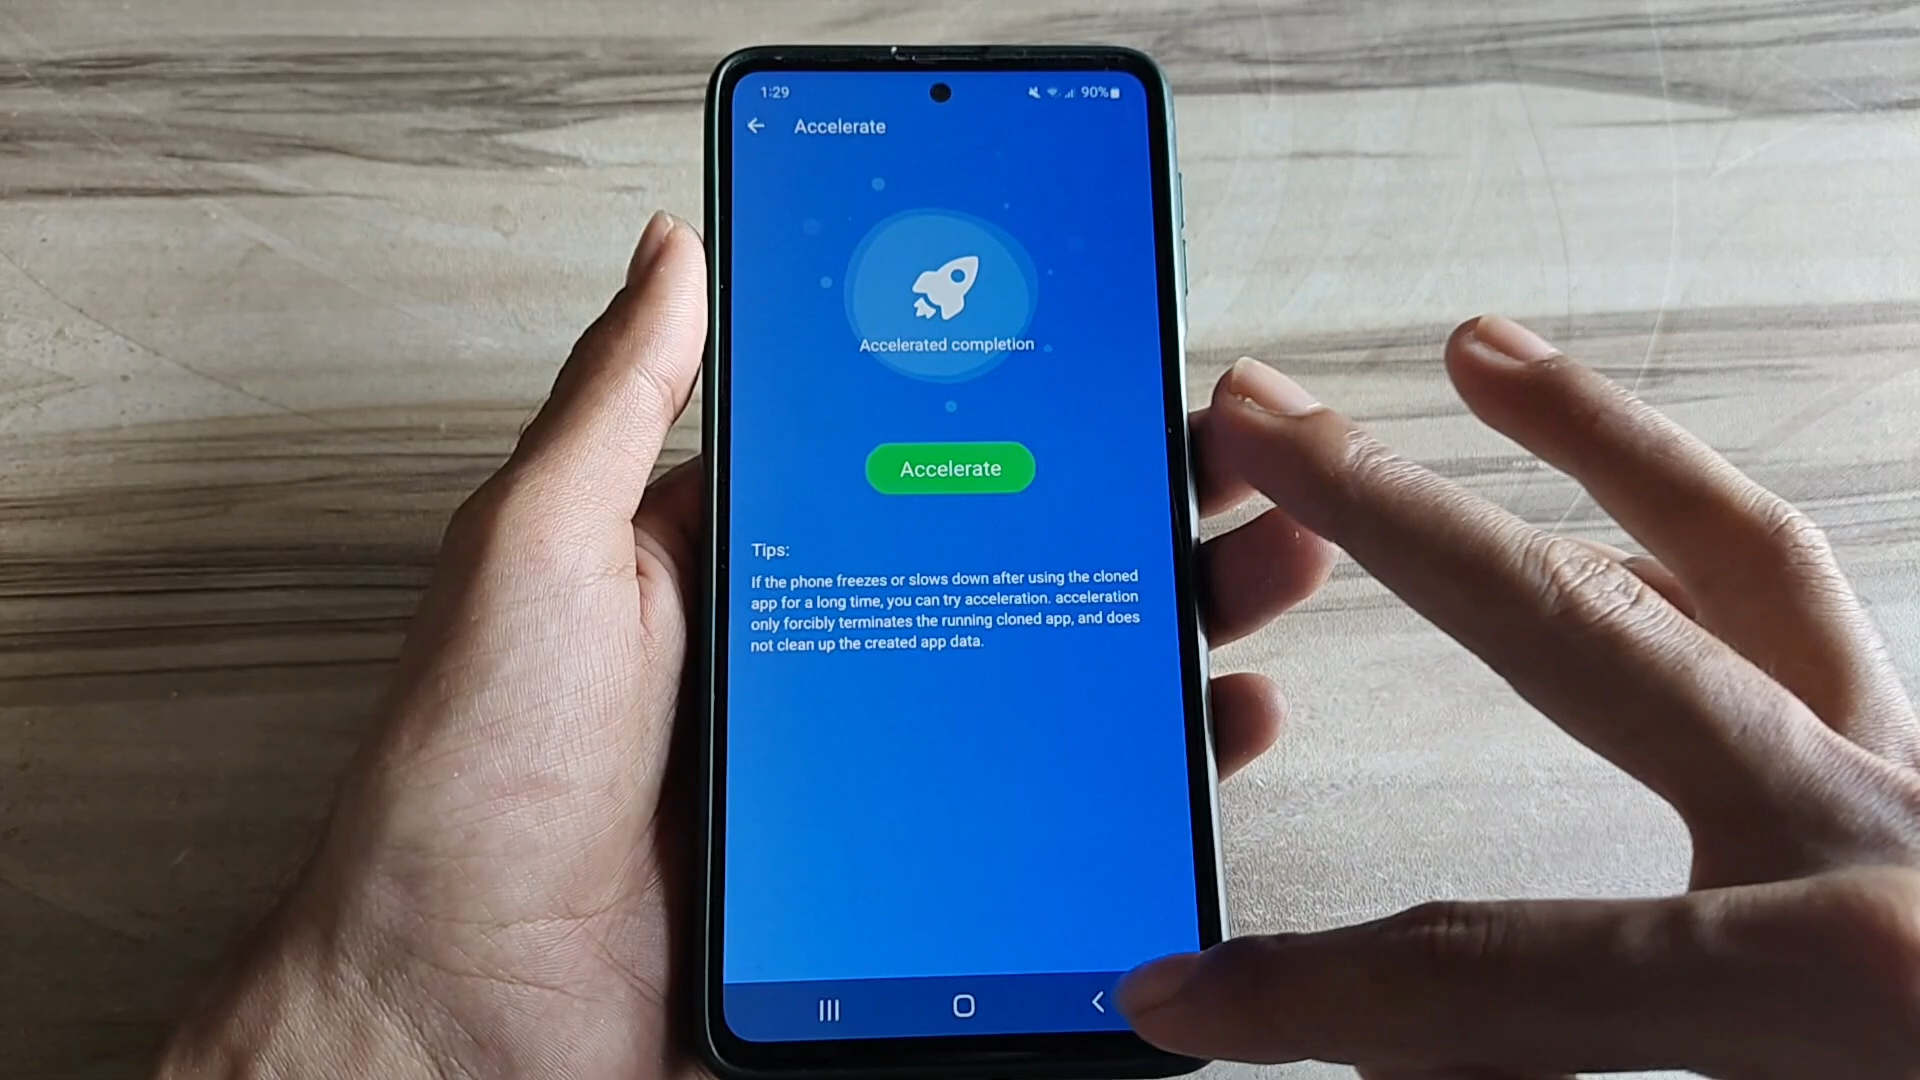 1:29
90%
Accelerate
Accelerated completion
Accelerate
Tips:
If the phone freezes or slows down after using the cloned
app for a long time, you can try acceleration. acceleration
only forcibly terminates the running cloned app, and does
not clean up the created app data.